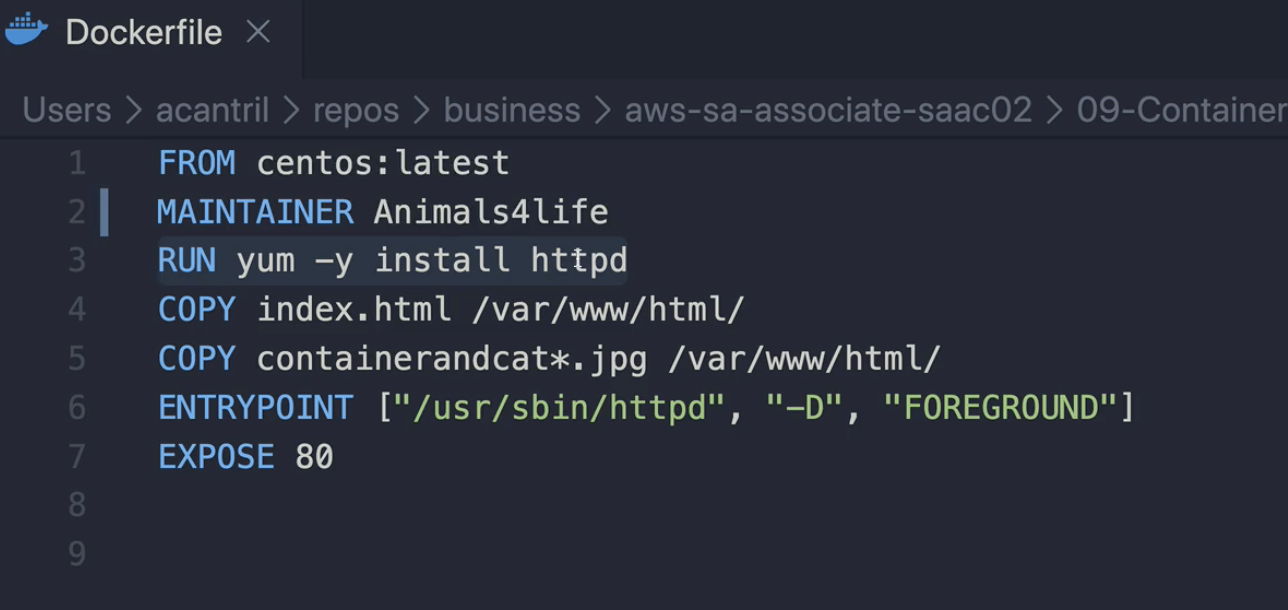 Dockerfile
Users > acantril > repos > business > aws-sa-associate-saac02 > 09-Container
1 FROM centos:latest
2 MAINTAINER Animals4life
3 RUN yum -y install httpd
4 COPY index.html /var/www/html/
5 COPY containerandcat*.jpg /var/www/html/
6 ENTRYPOINT ["/usr/sbin/httpd", "-D", "FOREGROUND"]
7 EXPOSE 80
8
9